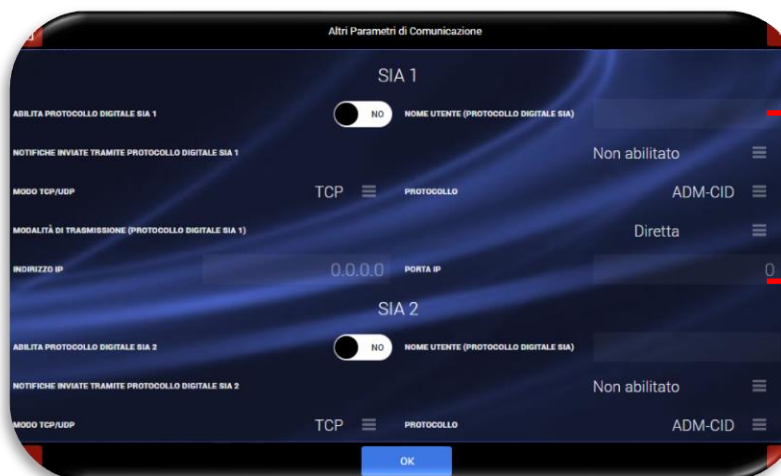 Altri Parametri di Comunicazione
SIA 1
ABILITA PROTOCOLLO DIGITALE SIA 1 NO NOME UTENTE (PROTOCOLLO DIGITALE SIA)
NOTIFICHE INVIATE TRAMITE PROTOCOLLO DIGITALE SIA 1 Non abilitato
MODO TCP/UDP TCP PROTOCOLLO ADM-CID
MODALITÀ DI TRASMISSIONE (PROTOCOLLO DIGITALE SIA 1) Diretta
INDIRIZZO IP 0.0.0.0 PORTA IP 0
SIA 2
ABILITA PROTOCOLLO DIGITALE SIA 2 NO NOME UTENTE (PROTOCOLLO DIGITALE SIA)
NOTIFICHE INVIATE TRAMITE PROTOCOLLO DIGITALE SIA 2 Non abilitato
MODO TCP/UDP TCP PROTOCOLLO ADM-CID
OK